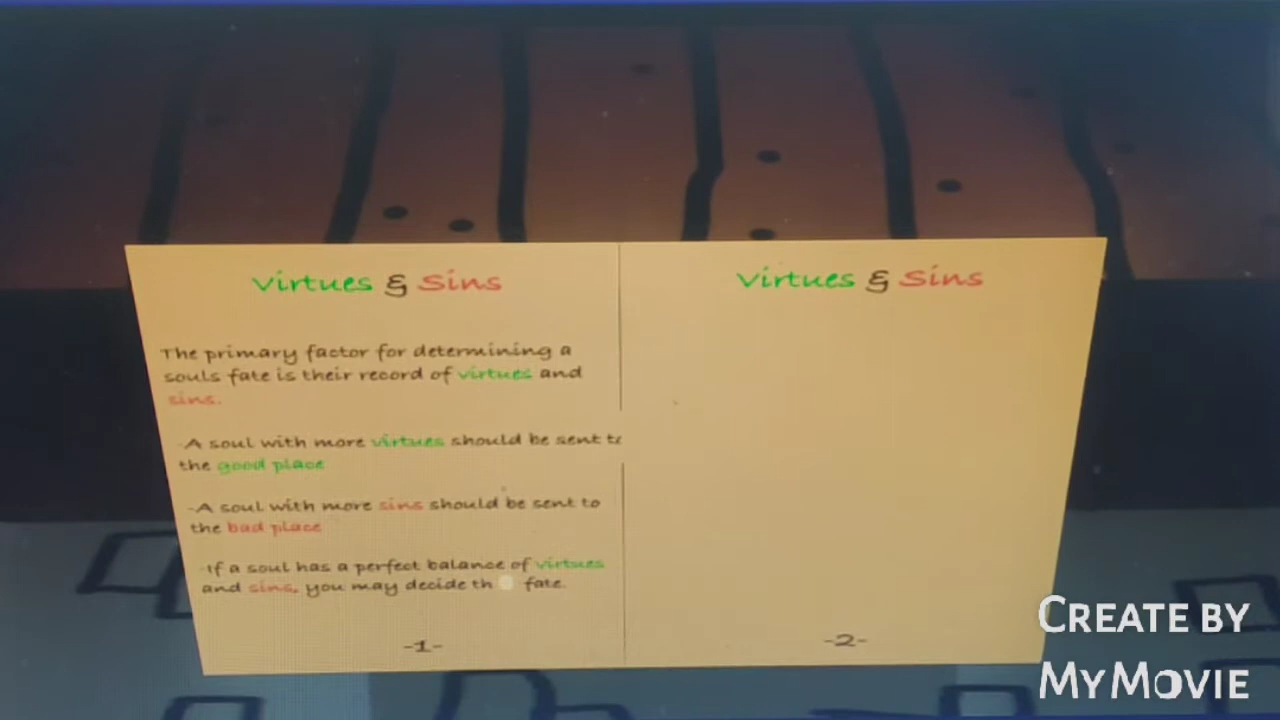 Virtues & Sins
The primary factor for determining a
souls fate is their record of virtues and
sins.
-A soul with more virtues should be sent to
the good place
-A soul with more sins should be sent to
the bad place
-If a soul has a perfect balance of virtues
and sins, you may decide th fate.
-1-
Virtues & Sins
-2-
CREATE BY
MYMOVIE